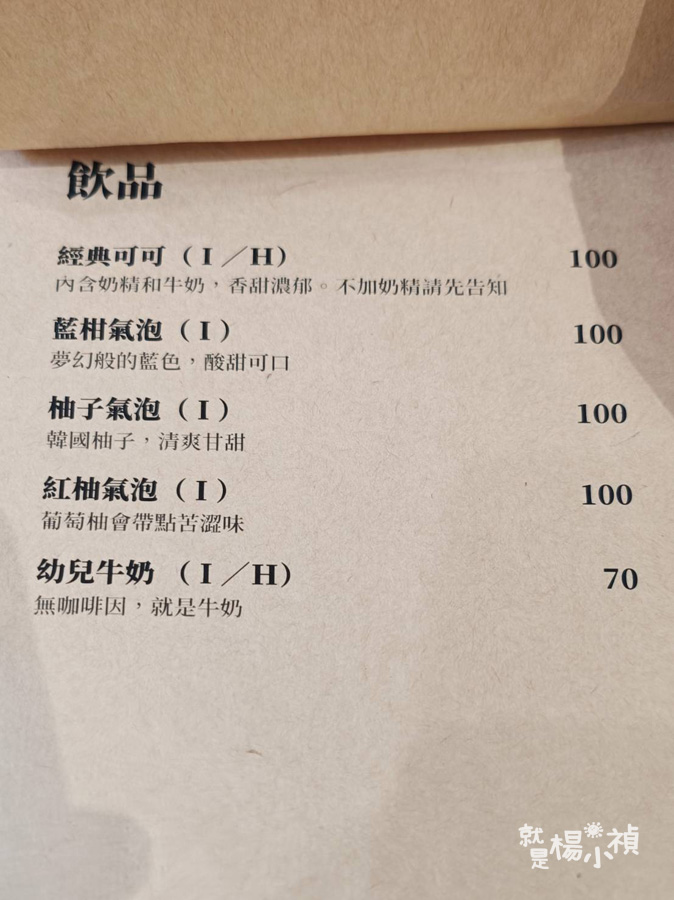 飲品
經典可可（I／H） 100
內含奶精和牛奶，香甜濃郁。不加奶精請先告知
藍柑氣泡（I） 100
夢幻般的藍色，酸甜可口
柚子氣泡（I） 100
韓國柚子，清爽甘甜
紅柚氣泡（I） 100
葡萄柚會帶點苦澀味
幼兒牛奶（I／H） 70
無咖啡因，就是牛奶
就是楊小禎